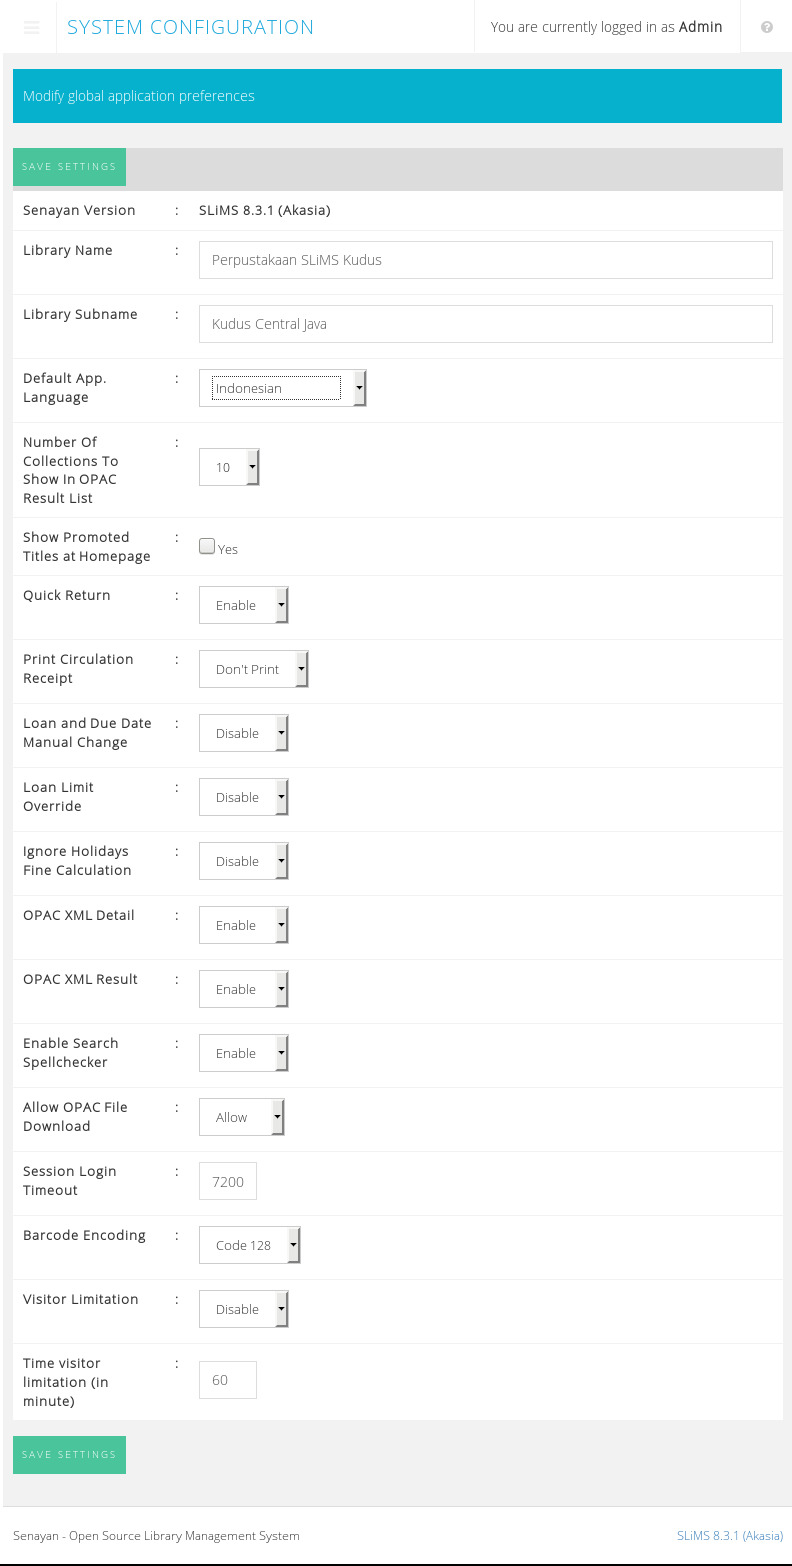 SYSTEM CONFIGURATION
You are currently logged in as Admin
Modify global application preferences
SAVE SETTINGS
Senayan Version : SLiMS 8.3.1 (Akasia)
Library Name : Perpustakaan SLiMS Kudus
Library Subname : Kudus Central Java
Default App. : Indonesian
Language
Number Of :
Collections To
Show In OPAC 10
Result List
Show Promoted :
Titles at Homepage Yes
Quick Return : Enable
Print Circulation : Don't Print
Receipt
Loan and Due Date : Disable
Manual Change
Loan Limit : Disable
Override
Ignore Holidays : Disable
Fine Calculation
OPAC XML Detail : Enable
OPAC XML Result : Enable
Enable Search : Enable
Spellchecker
Allow OPAC File : Allow
Download
Session Login : 7200
Timeout
Barcode Encoding : Code 128
Visitor Limitation : Disable
Time visitor :
limitation (in 60
minute)
SAVE SETTINGS
Senayan - Open Source Library Management System
SLiMS 8.3.1 (Akasia)